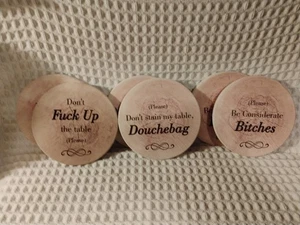 Don't
Fuck Up
the table
(Please)
(Please)
Don't stain my table,
Douchebag
(Please)
Be Considerate
Bitches